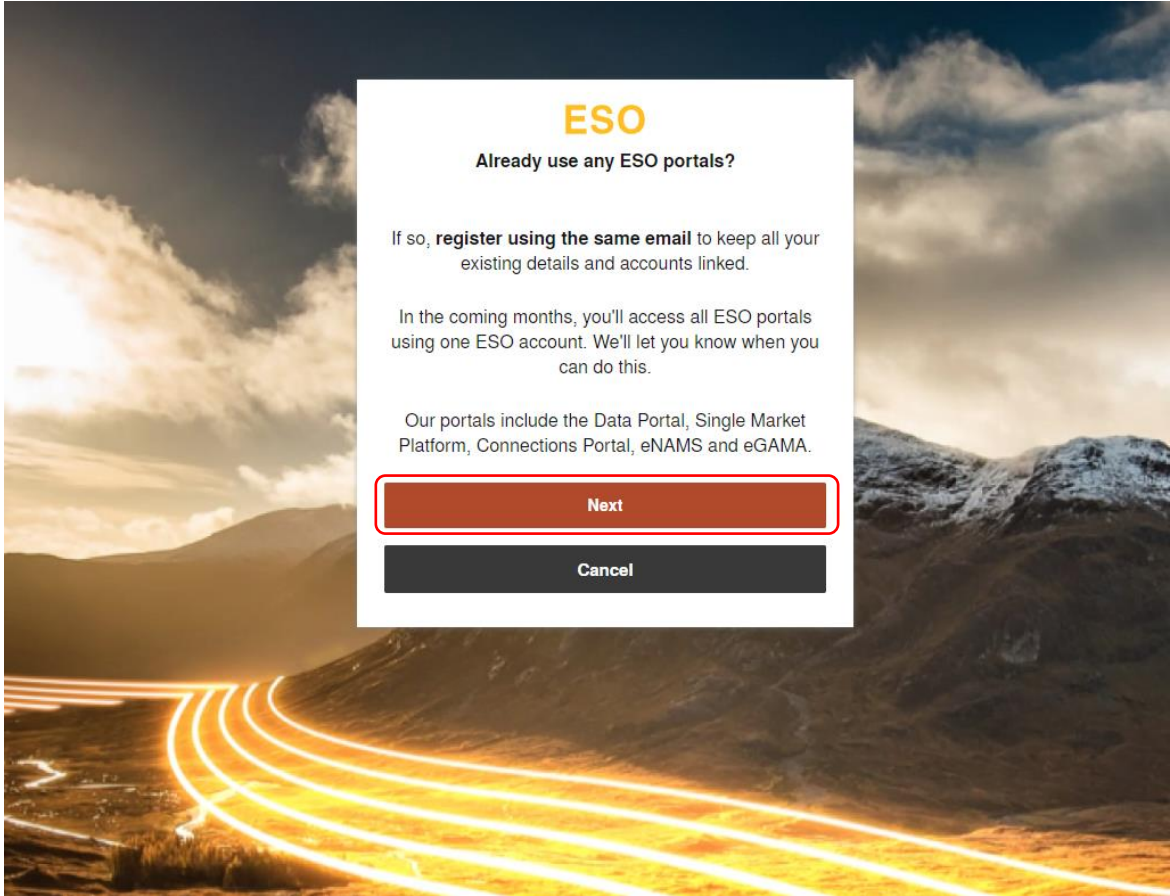 ESO
Already use any ESO portals?
If so, register using the same email to keep all your
existing details and accounts linked.
In the coming months, you'll access all ESO portals
using one ESO account. We'll let you know when you
can do this.
Our portals include the Data Portal, Single Market
Platform, Connections Portal, eNAMS and eGAMA.
Next
Cancel